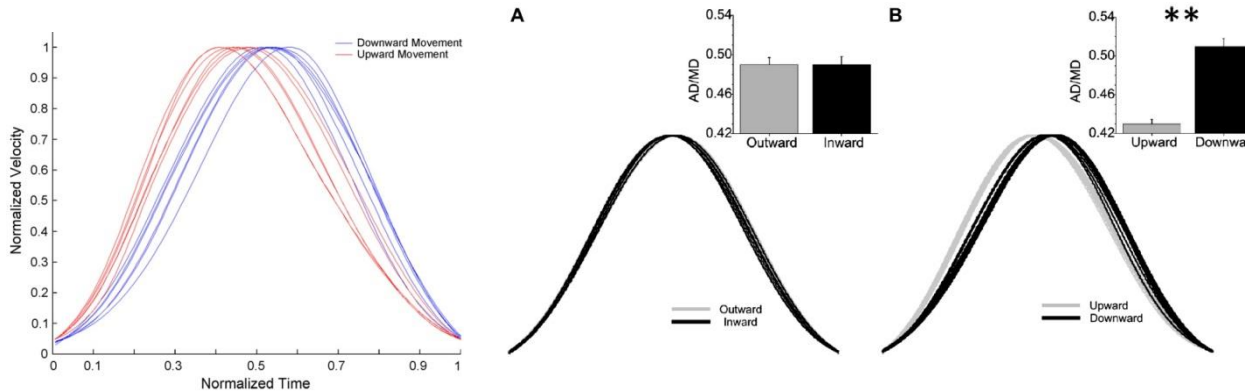 Normalized Velocity
1
0.9
0.8
0.7
0.6
0.5
0.4
0.3
0.2
0.1
0
0 0.1 0.3 0.5 0.7 0.9 1
Normalized Time
Downward Movement
Upward Movement
A
AD/MD
0.54
0.50
0.46
0.42
Outward Inward
Outward
Inward
B
AD/MD
0.54
0.50
0.46
0.42
**
Upward Downwa
Upward
Downward